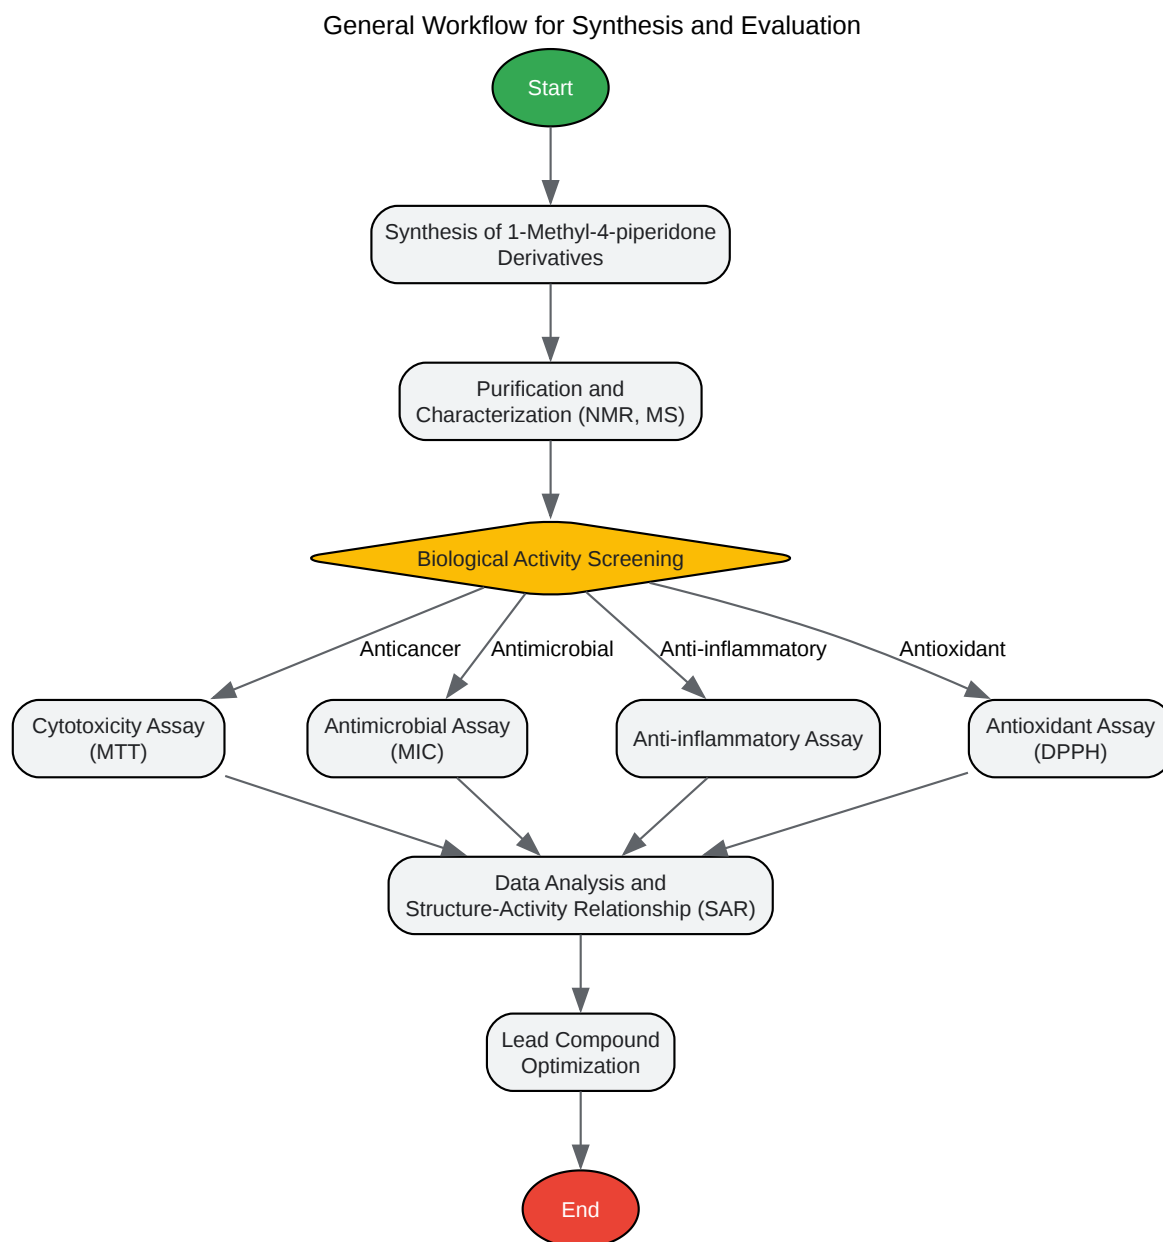 General Workflow for Synthesis and Evaluation
Start
Synthesis of 1-Methyl-4-piperidone
Derivatives
Purification and
Characterization (NMR, MS)
Biological Activity Screening
Anticancer
Antimicrobial
Anti-inflammatory
Antioxidant
Cytotoxicity Assay
(MTT)
Antimicrobial Assay
(MIC)
Anti-inflammatory Assay
Antioxidant Assay
(DPPH)
Data Analysis and
Structure-Activity Relationship (SAR)
Lead Compound
Optimization
End